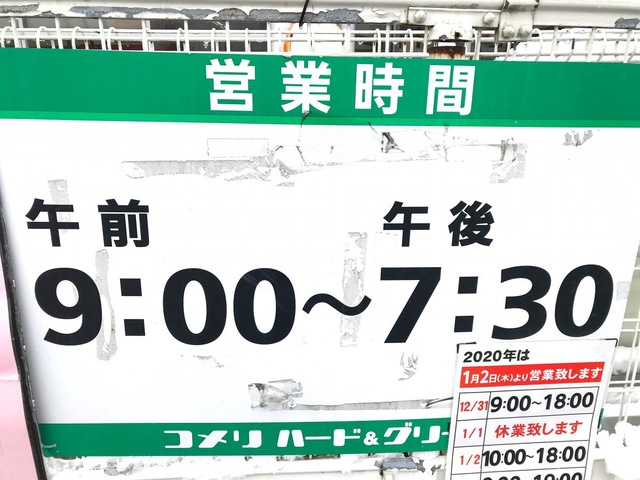 営業時間
午前 午後
9:00～7:30
コメリ ハード&グリー
2020年は
1月2日(木)より営業致します
12/31 9:00~18:00
1/1 休業致します
1/2 10:00~18:00